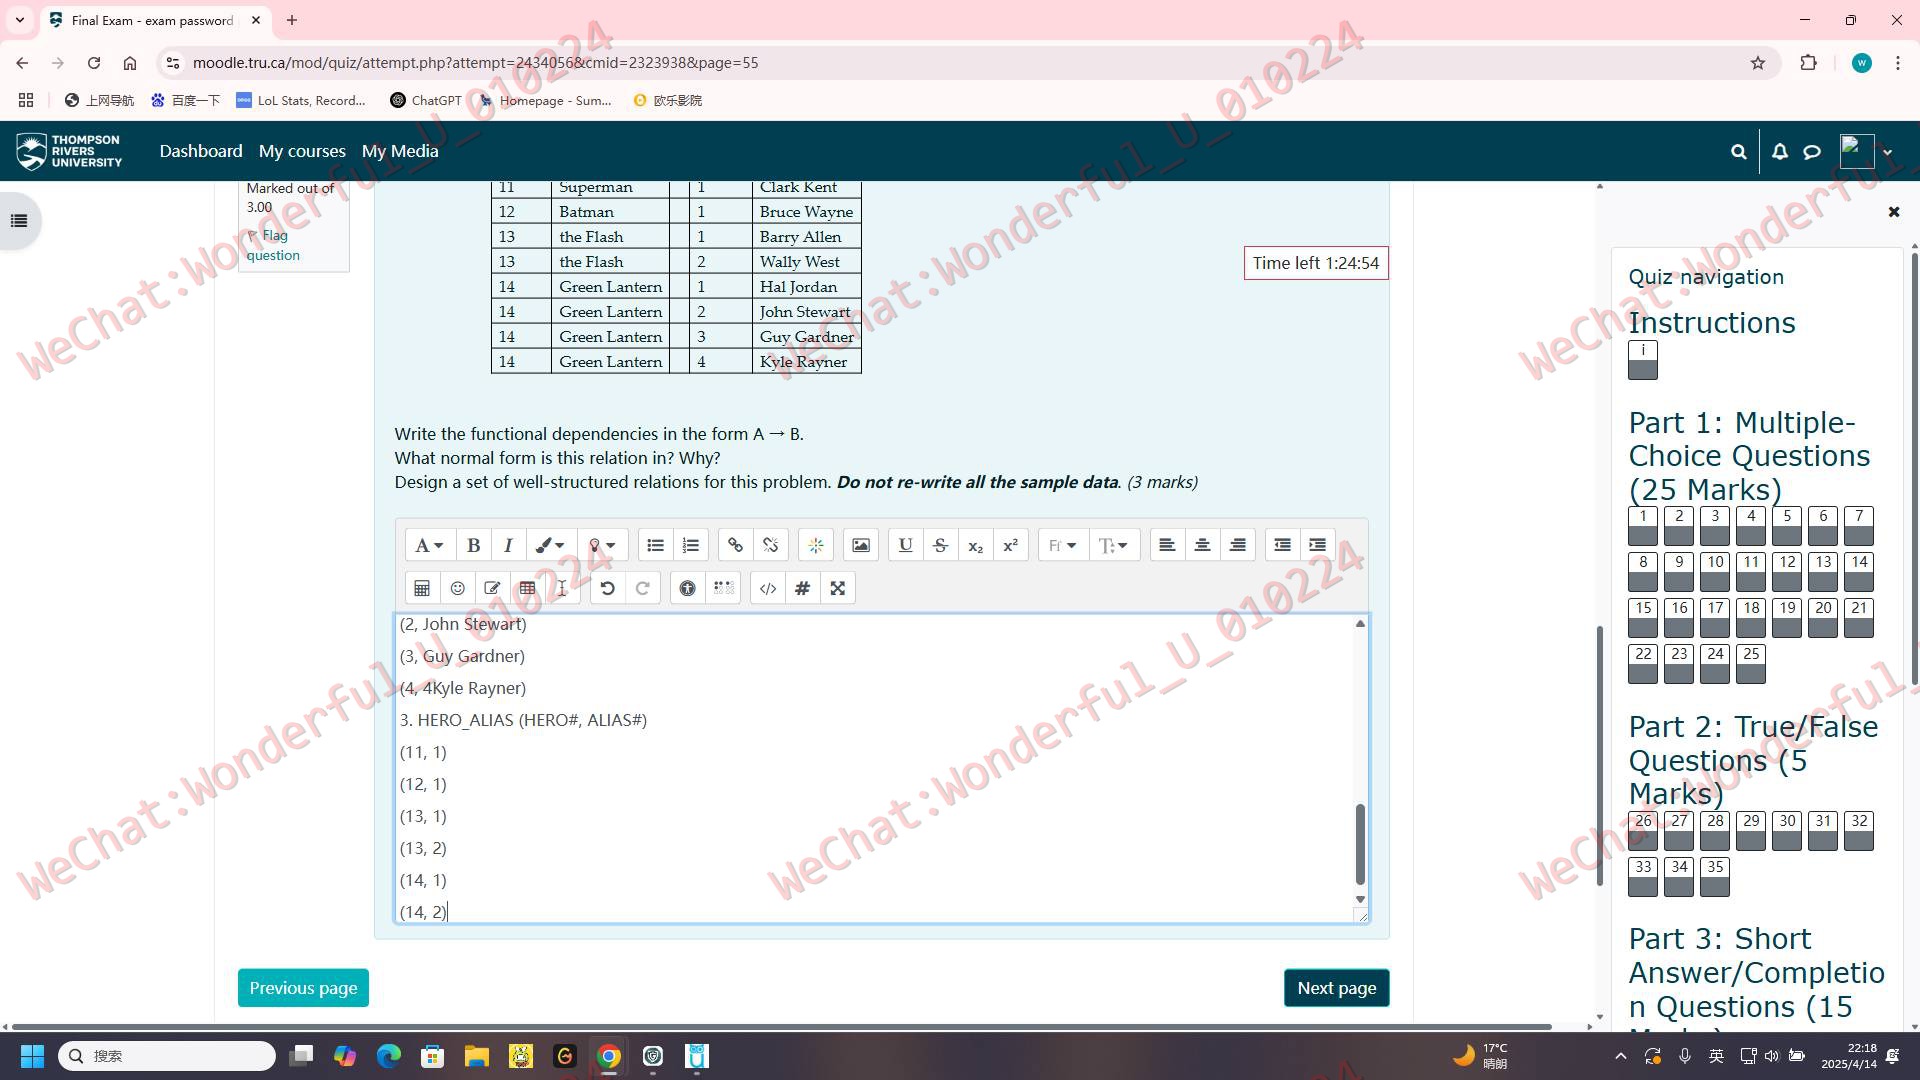 Final Exam - exam password
moodle.tru.ca/mod/quiz/attempt.php?attempt=2434056&cmid=2323938&page=55
W
上网导航
百度一下
LoL Stats, Record...
ChatGPT
Homepage - Sum...
欧乐影院
THOMPSON
RIVERS
UNIVERSITY
Dashboard My courses My Media
Marked out of
3.00
Flag
question
11 Superman 1 Clark Kent
12 Batman 1 Bruce Wayne
13 the Flash 1 Barry Allen
13 the Flash 2 Wally West
14 Green Lantern 1 Hal Jordan
14 Green Lantern 2 John Stewart
14 Green Lantern 3 Guy Gardner
14 Green Lantern 4 Kyle Rayner
Time left 1:24:54
Write the functional dependencies in the form A → B.
What normal form is this relation in? Why?
Design a set of well-structured relations for this problem. Do not re-write all the sample data. (3 marks)
(2, John Stewart)
(3, Guy Gardner)
(4, 4Kyle Rayner)
3. HERO_ALIAS (HERO#, ALIAS#)
(11, 1)
(12, 1)
(13, 1)
(13, 2)
(14, 1)
(14, 2)
Previous page
Next page
Quiz navigation
Instructions
i
Part 1: Multiple-
Choice Questions
(25 Marks)
1 2 3 4 5 6 7
8 9 10 11 12 13 14
15 16 17 18 19 20 21
22 23 24 25
Part 2: True/False
Questions (5
Marks)
26 27 28 29 30 31 32
33 34 35
Part 3: Short
Answer/Completio
n Questions (15
Marks)
搜索
17°C
晴朗
英
22:18
2025/4/14
WeChat:Wonderful_U_010224
WeChat:Wonderful_U_010224
WeChat:Wonderful_U_
WeChat:Wonderful_U_010224
WeChat:Wonderful_U_010224
WeChat:Wonderful_U_